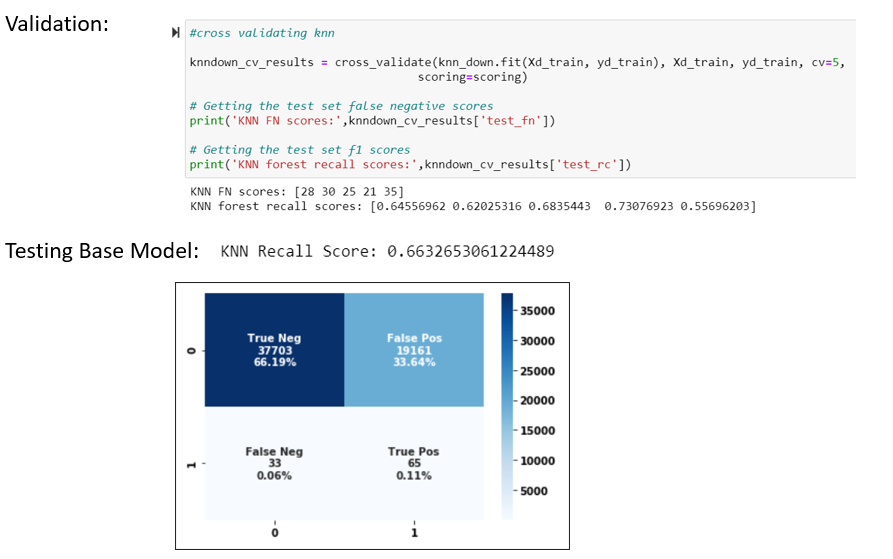 Validation:
#cross validating knn
knndown_cv_results = cross_validate(knn_down.fit(Xd_train, yd_train), Xd_train, yd_train, cv=5,
scoring=scoring)
# Getting the test set false negative scores
print('KNN FN scores:',knndown_cv_results['test_fn'])
# Getting the test set f1 scores
print('KNN forest recall scores:',knndown_cv_results['test_rc'])
KNN FN scores: [28 30 25 21 35]
KNN forest recall scores: [0.64556962 0.62025316 0.6835443  0.73076923 0.55696203]
Testing Base Model: KNN Recall Score: 0.6632653061224489
True Neg
37703
66.19%
False Pos
19161
33.64%
False Neg
33
0.06%
True Pos
65
0.11%
0
1
0
1
35000
30000
25000
20000
15000
10000
5000